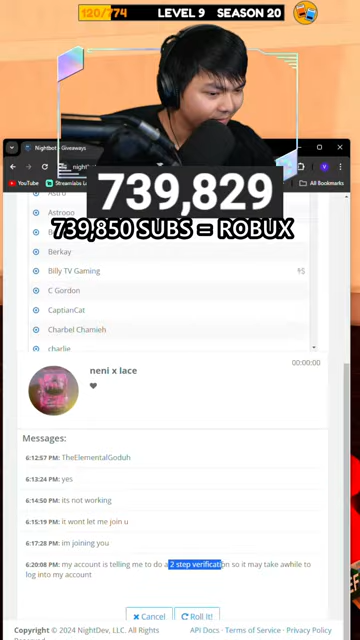 120/774
LEVEL 9 SEASON 20
Nightbot - Giveaways
YouTube
Streamlabs
All Bookmarks
739,829
739,850 SUBS = ROBUX
Astrooo
Berkay
Billy TV Gaming
C Gordon
CaptianCat
Charbel Chamieh
charlie
neni x lace
00:00:00
Messages:
6:12:57 PM: TheElementalGoduh
6:13:24 PM: yes
6:14:50 PM: its not working
6:15:19 PM: it wont let me join u
6:17:28 PM: im joining you
6:20:08 PM: my account is telling me to do a 2 step verification so it may take awhile to
log into my account
Cancel
Roll It!
Copyright © 2024 NightDev, LLC. All Rights
Reserved
API Docs · Terms of Service · Privacy Policy